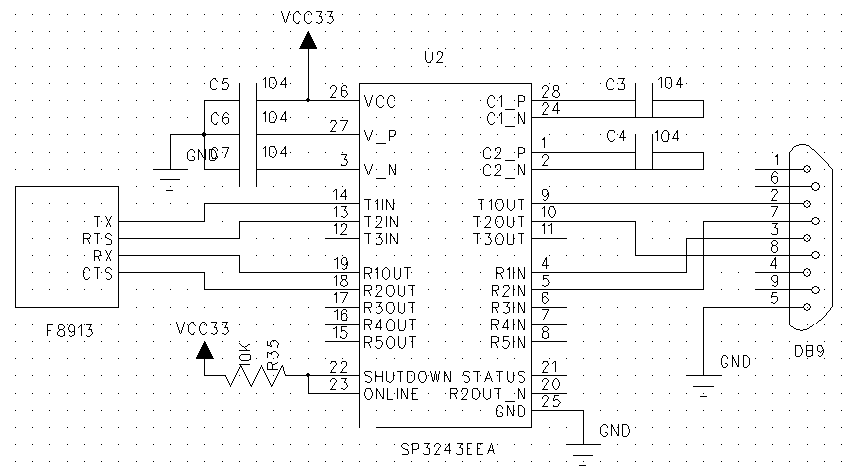 VCC33
U2
C5 104 26 VCC C1_P 28 C3 104
24 C1_N
C6 104 27 V_P C4 104
1 C2_P
GND C7 104 3 V_N C2_N 2
1
6
14 T1IN T1OUT 9 2
TX 13 T2IN T2OUT 10 7
RTS 12 T3IN T3OUT 11 3
RX 8
CTS 19 R1OUT R1IN 4 4
18 R2OUT R2IN 5 9
17 R3OUT R3IN 6 5
16 R4OUT R4IN 7
15 R5OUT R5IN 8
F8913
VCC33
DB9
10K R35
GND
22 SHUTDOWN STATUS 21
23 ONLINE R2OUT_N 20
GND 25
GND
SP3243EEA